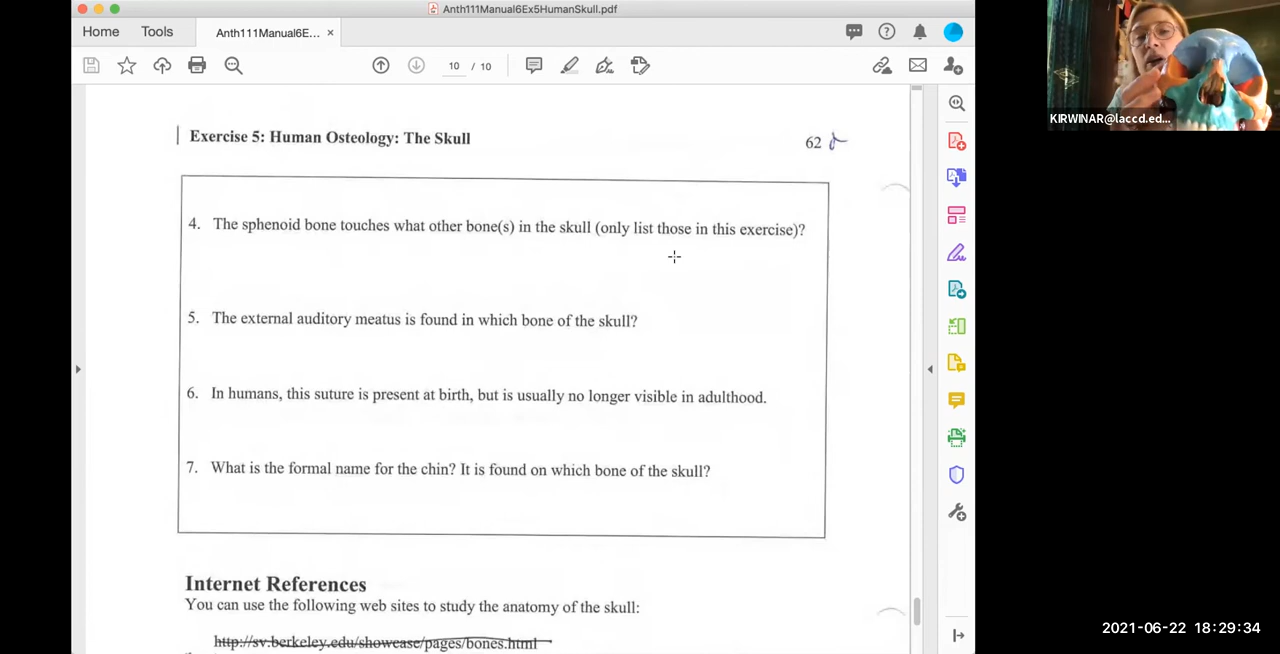 Anth111Manual6Ex5HumanSkull.pdf
Home Tools Anth111Manual6E... ×
10 / 10
KIRWINAR@laccd.ed...
Exercise 5: Human Osteology: The Skull 62
4. The sphenoid bone touches what other bone(s) in the skull (only list those in this exercise)?
5. The external auditory meatus is found in which bone of the skull?
6. In humans, this suture is present at birth, but is usually no longer visible in adulthood.
7. What is the formal name for the chin? It is found on which bone of the skull?
Internet References
You can use the following web sites to study the anatomy of the skull:
http://sv.berkeley.edu/showcase/pages/bones.html
2021-06-22 18:29:34